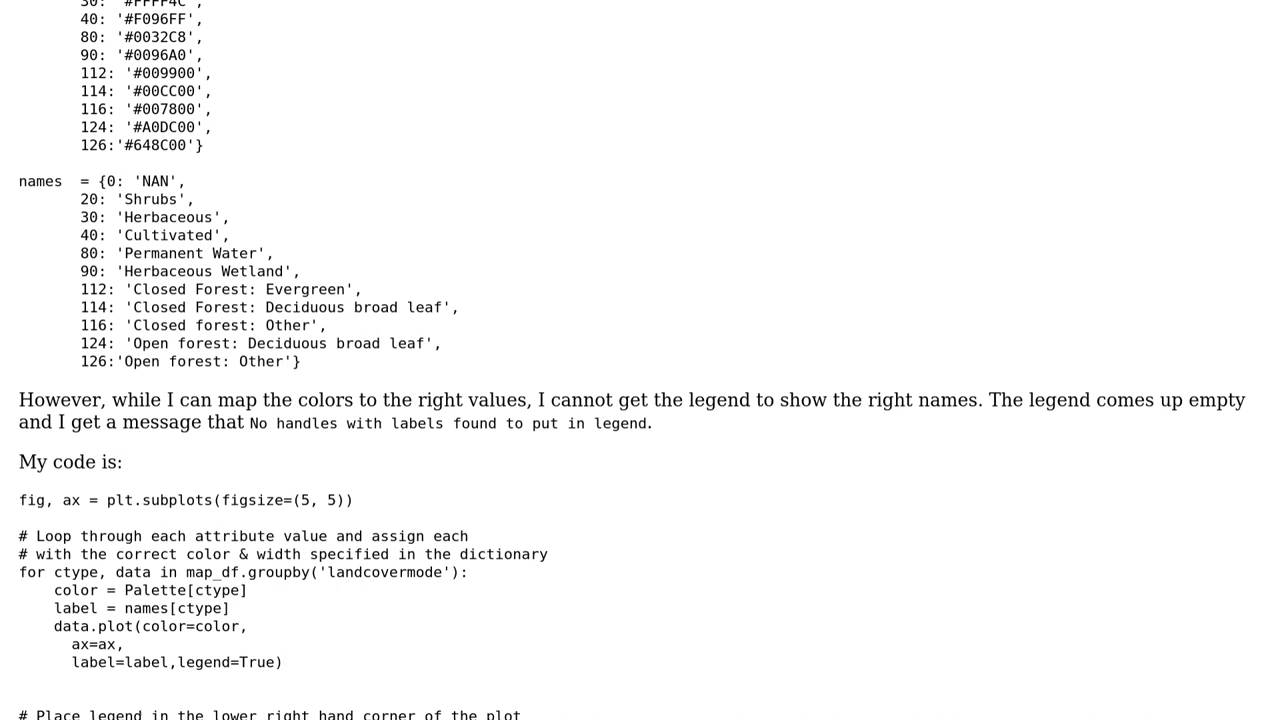 30: '#FFFF4C',
40: '#F096FF',
80: '#0032C8',
90: '#0096A0',
112: '#009900',
114: '#00CC00',
116: '#007800',
124: '#A0DC00',
126:'#648C00'}
names  = {0: 'NAN',
20: 'Shrubs',
30: 'Herbaceous',
40: 'Cultivated',
80: 'Permanent Water',
90: 'Herbaceous Wetland',
112: 'Closed Forest: Evergreen',
114: 'Closed Forest: Deciduous broad leaf',
116: 'Closed forest: Other',
124: 'Open forest: Deciduous broad leaf',
126:'Open forest: Other'}
However, while I can map the colors to the right values, I cannot get the legend to show the right names. The legend comes up empty
and I get a message that No handles with labels found to put in legend.
My code is:
fig, ax = plt.subplots(figsize=(5, 5))
# Loop through each attribute value and assign each
# with the correct color & width specified in the dictionary
for ctype, data in map_df.groupby('landcovermode'):
    color = Palette[ctype]
    label = names[ctype]
    data.plot(color=color,
      ax=ax,
      label=label,legend=True)
# Place legend in the lower right hand corner of the plot